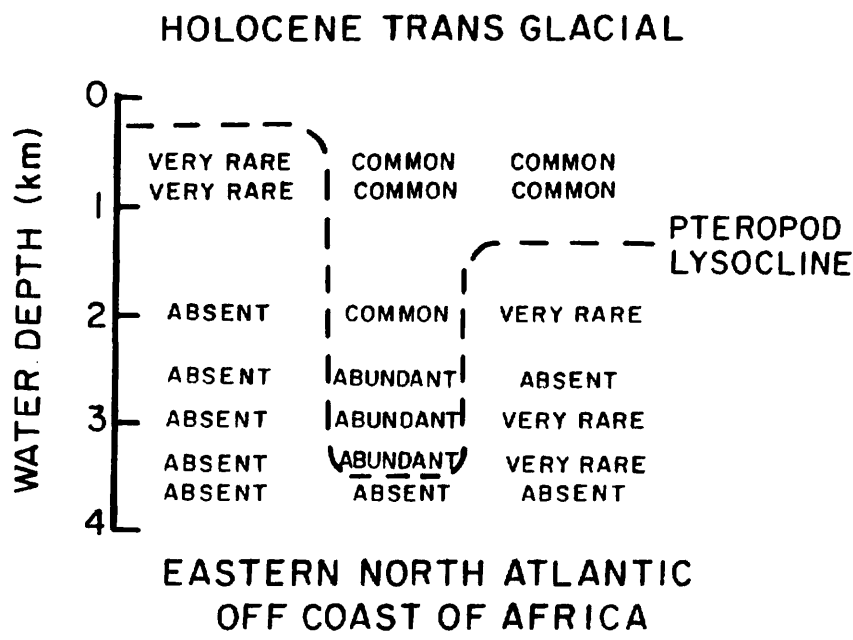 HOLOCENE TRANS GLACIAL
0
VERY RARE COMMON COMMON
VERY RARE COMMON COMMON
1
PTEROPOD
LYSOCLINE
2 ABSENT COMMON VERY RARE
ABSENT ABUNDANT ABSENT
3 ABSENT ABUNDANT VERY RARE
ABSENT ABUNDANT VERY RARE
ABSENT ABSENT ABSENT
4
WATER DEPTH (km)
EASTERN NORTH ATLANTIC
OFF COAST OF AFRICA